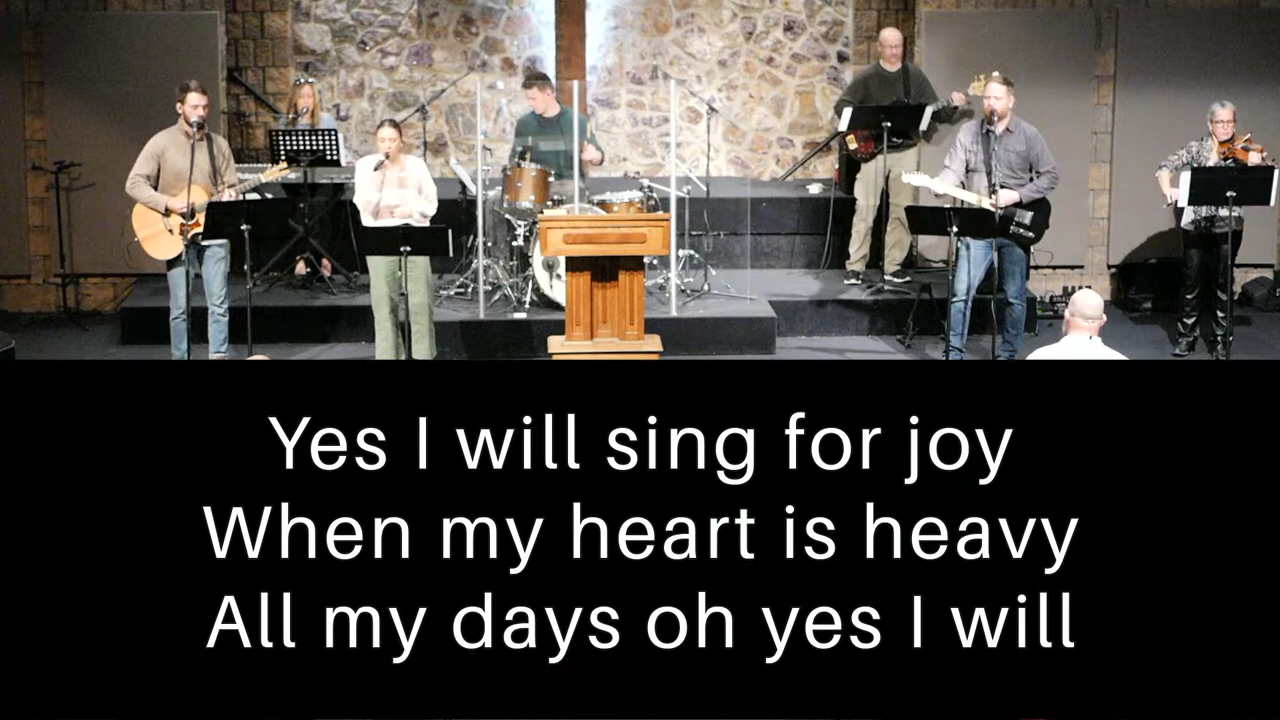 Yes I will sing for joy
When my heart is heavy
All my days oh yes I will